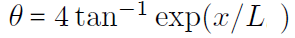 θ = 4 tan⁻¹ exp(x/L )